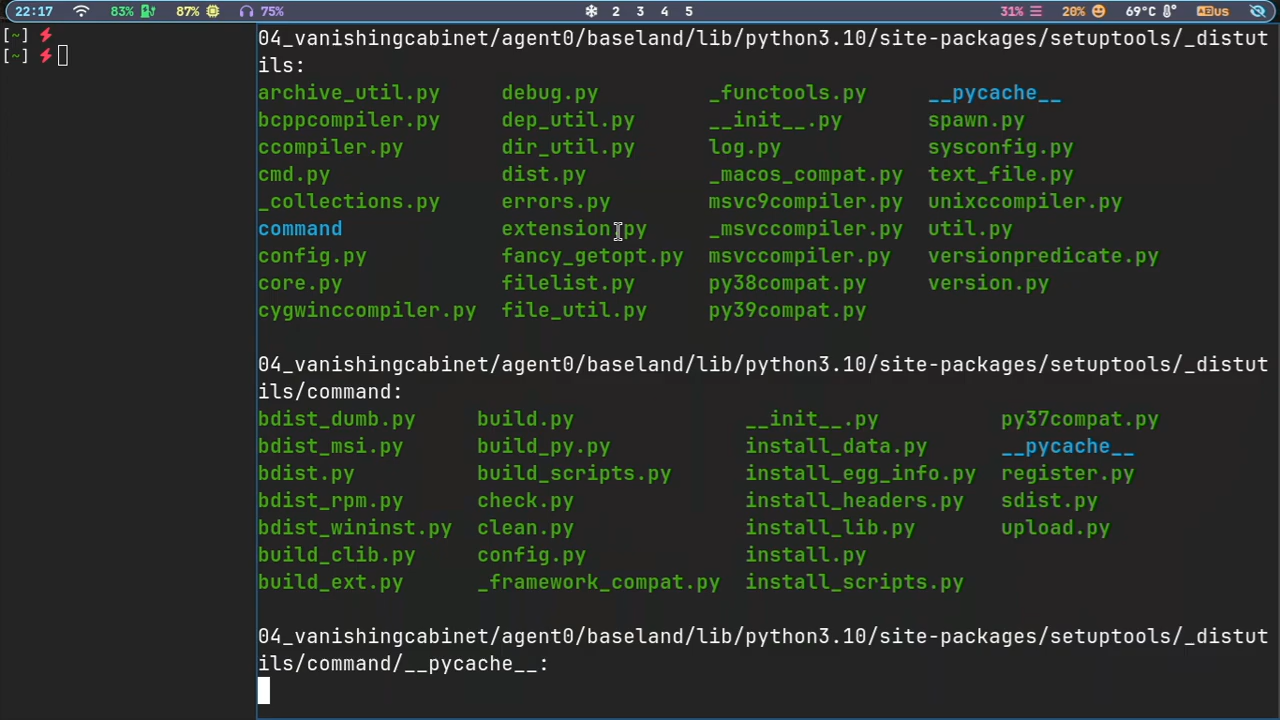 22:17 83% 87% 75% 2 3 4 5 31% 20% 69°C us
[~]
[~]
04_vanishingcabinet/agent0/baseland/lib/python3.10/site-packages/setuptools/_distut
ils:
archive_util.py debug.py _functools.py __pycache__
bcppcompiler.py dep_util.py __init__.py spawn.py
ccompiler.py dir_util.py log.py sysconfig.py
cmd.py dist.py _macos_compat.py text_file.py
_collections.py errors.py msvc9compiler.py unixccompiler.py
command extension.py _msvccompiler.py util.py
config.py fancy_getopt.py msvccompiler.py versionpredicate.py
core.py filelist.py py38compat.py version.py
cygwinccompiler.py file_util.py py39compat.py
04_vanishingcabinet/agent0/baseland/lib/python3.10/site-packages/setuptools/_distut
ils/command:
bdist_dumb.py build.py __init__.py py37compat.py
bdist_msi.py build_py.py install_data.py __pycache__
bdist.py build_scripts.py install_egg_info.py register.py
bdist_rpm.py check.py install_headers.py sdist.py
bdist_wininst.py clean.py install_lib.py upload.py
build_clib.py config.py install.py
build_ext.py _framework_compat.py install_scripts.py
04_vanishingcabinet/agent0/baseland/lib/python3.10/site-packages/setuptools/_distut
ils/command/__pycache__: